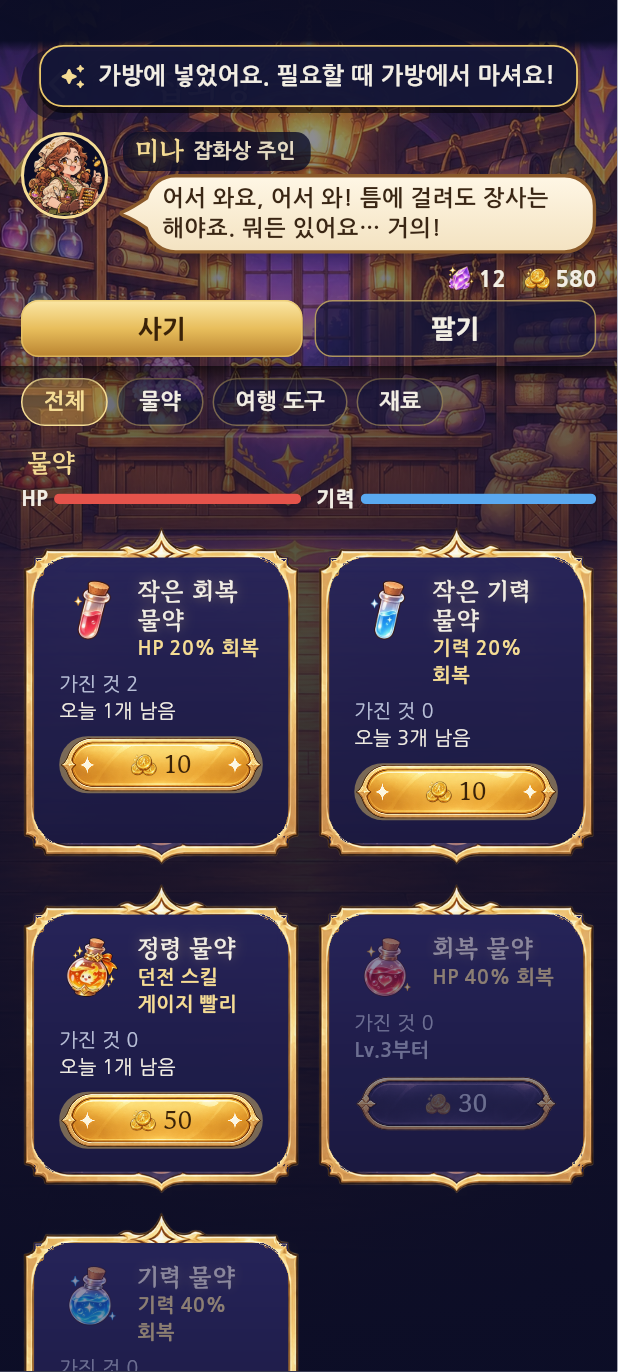 가방에 넣었어요. 필요할 때 가방에서 마셔요!
미나 잡화상 주인
어서 와요, 어서 와! 틈에 걸려도 장사는
해야죠. 뭐든 있어요… 거의!
12 580
사기 팔기
전체 물약 여행 도구 재료
물약
HP 기력
작은 회복
물약
HP 20% 회복
가진 것 2
오늘 1개 남음
10
작은 기력
물약
기력 20%
회복
가진 것 0
오늘 3개 남음
10
정령 물약
던전 스킬
게이지 빨리
가진 것 0
오늘 1개 남음
50
회복 물약
HP 40% 회복
가진 것 0
Lv.3부터
30
기력 물약
기력 40%
회복
가진 것 0